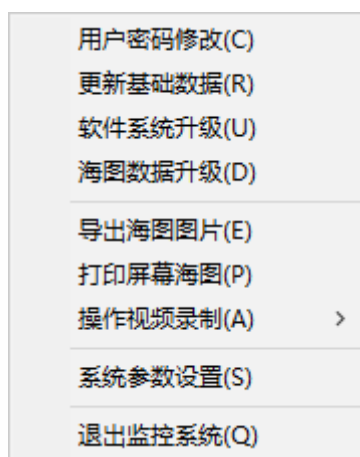 用户密码修改(C)
更新基础数据(R)
软件系统升级(U)
海图数据升级(D)
导出海图图片(E)
打印屏幕海图(P)
操作视频录制(A)
系统参数设置(S)
退出监控系统(Q)